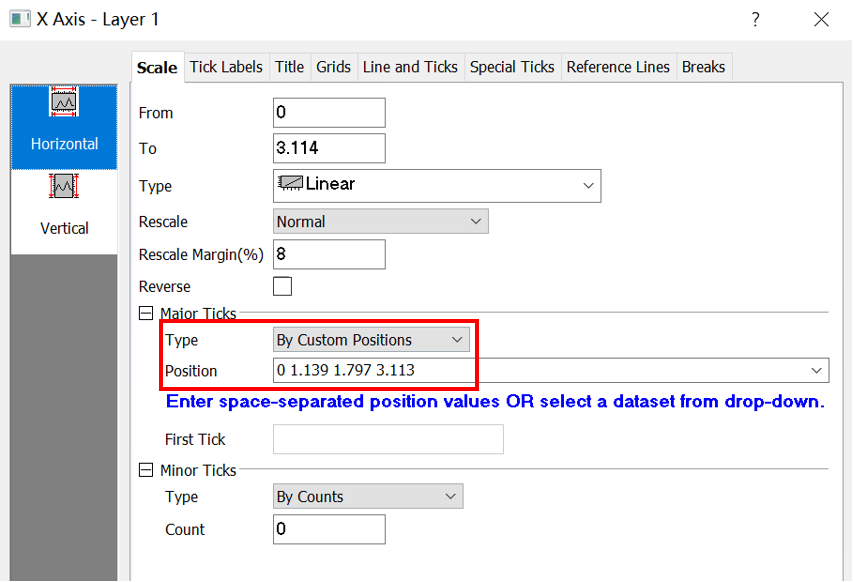 X Axis - Layer 1
?
Scale Tick Labels Title Grids Line and Ticks Special Ticks Reference Lines Breaks
Horizontal
Vertical
From 0
To 3.114
Type Linear
Rescale Normal
Rescale Margin(%) 8
Reverse
Major Ticks
Type By Custom Positions
Position 0 1.139 1.797 3.113
Enter space-separated position values OR select a dataset from drop-down.
First Tick
Minor Ticks
Type By Counts
Count 0